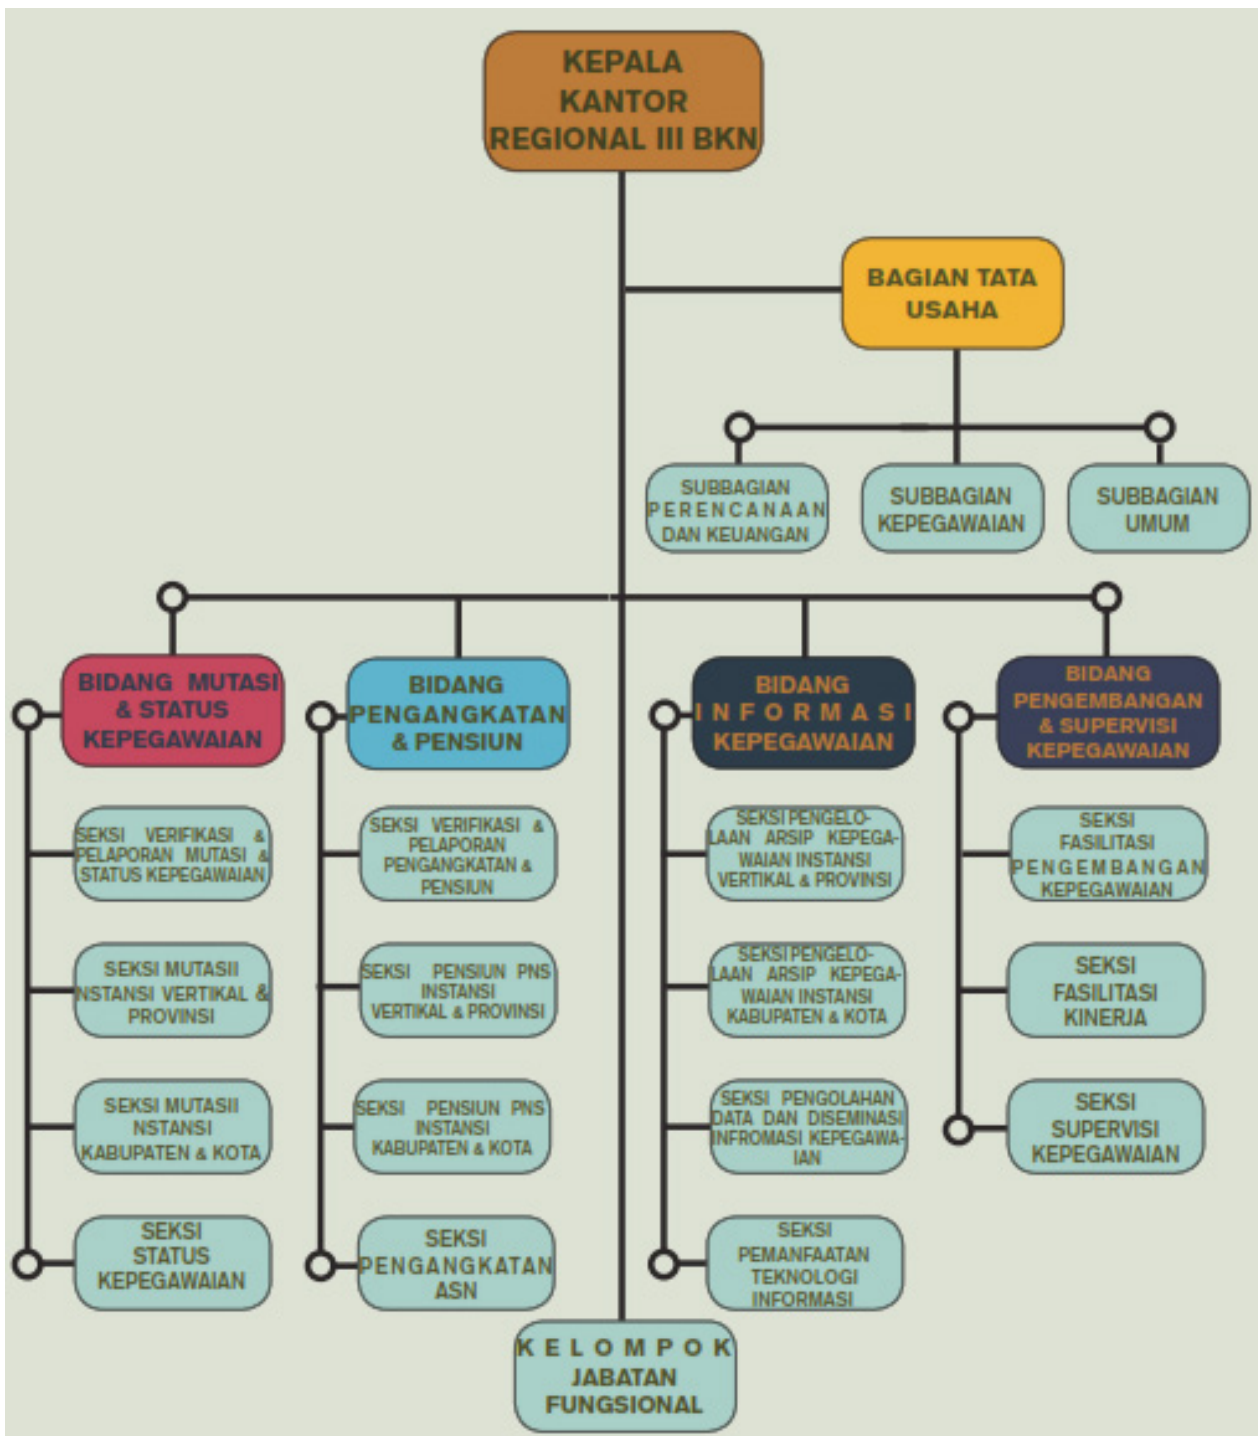 KEPALA
KANTOR
REGIONAL III BKN
BAGIAN TATA
USAHA
SUBBAGIAN
PERENCANAAN
DAN KEUANGAN
SUBBAGIAN
KEPEGAWAIAN
SUBBAGIAN
UMUM
BIDANG MUTASI
& STATUS
KEPEGAWAIAN
SEKSI VERIFIKASI &
PELAPORAN MUTASI &
STATUS KEPEGAWAIAN
SEKSI MUTASII
NSTANSI VERTIKAL &
PROVINSI
SEKSI MUTASII
NSTANSI
KABUPATEN & KOTA
SEKSI
STATUS
KEPEGAWAIAN
BIDANG
PENGANGKATAN
& PENSIUN
SEKSI VERIFIKASI &
PELAPORAN
PENGANGKATAN &
PENSIUN
SEKSI PENSIUN PNS
INSTANSI
VERTIKAL & PROVINSI
SEKSI PENSIUN PNS
INSTANSI
KABUPATEN & KOTA
SEKSI
PENGANGKATAN
ASN
BIDANG
INFORMASI
KEPEGAWAIAN
SEKSI PENGELO-
LAAN ARSIP KEPEGA-
WAIAN INSTANSI
VERTIKAL & PROVINSI
SEKSI PENGELO-
LAAN ARSIP KEPEGA-
WAIAN INSTANSI
KABUPATEN & KOTA
SEKSI PENGOLAHAN
DATA DAN DISEMINASI
INFROMASI KEPEGAWA-
IAN
SEKSI
PEMANFAATAN
TEKNOLOGI
INFORMASI
BIDANG
PENGEMBANGAN
& SUPERVISI
KEPEGAWAIAN
SEKSI
FASILITASI
PENGEMBANGAN
KEPEGAWAIAN
SEKSI
FASILITASI
KINERJA
SEKSI
SUPERVISI
KEPEGAWAIAN
KELOMPOK
JABATAN
FUNGSIONAL